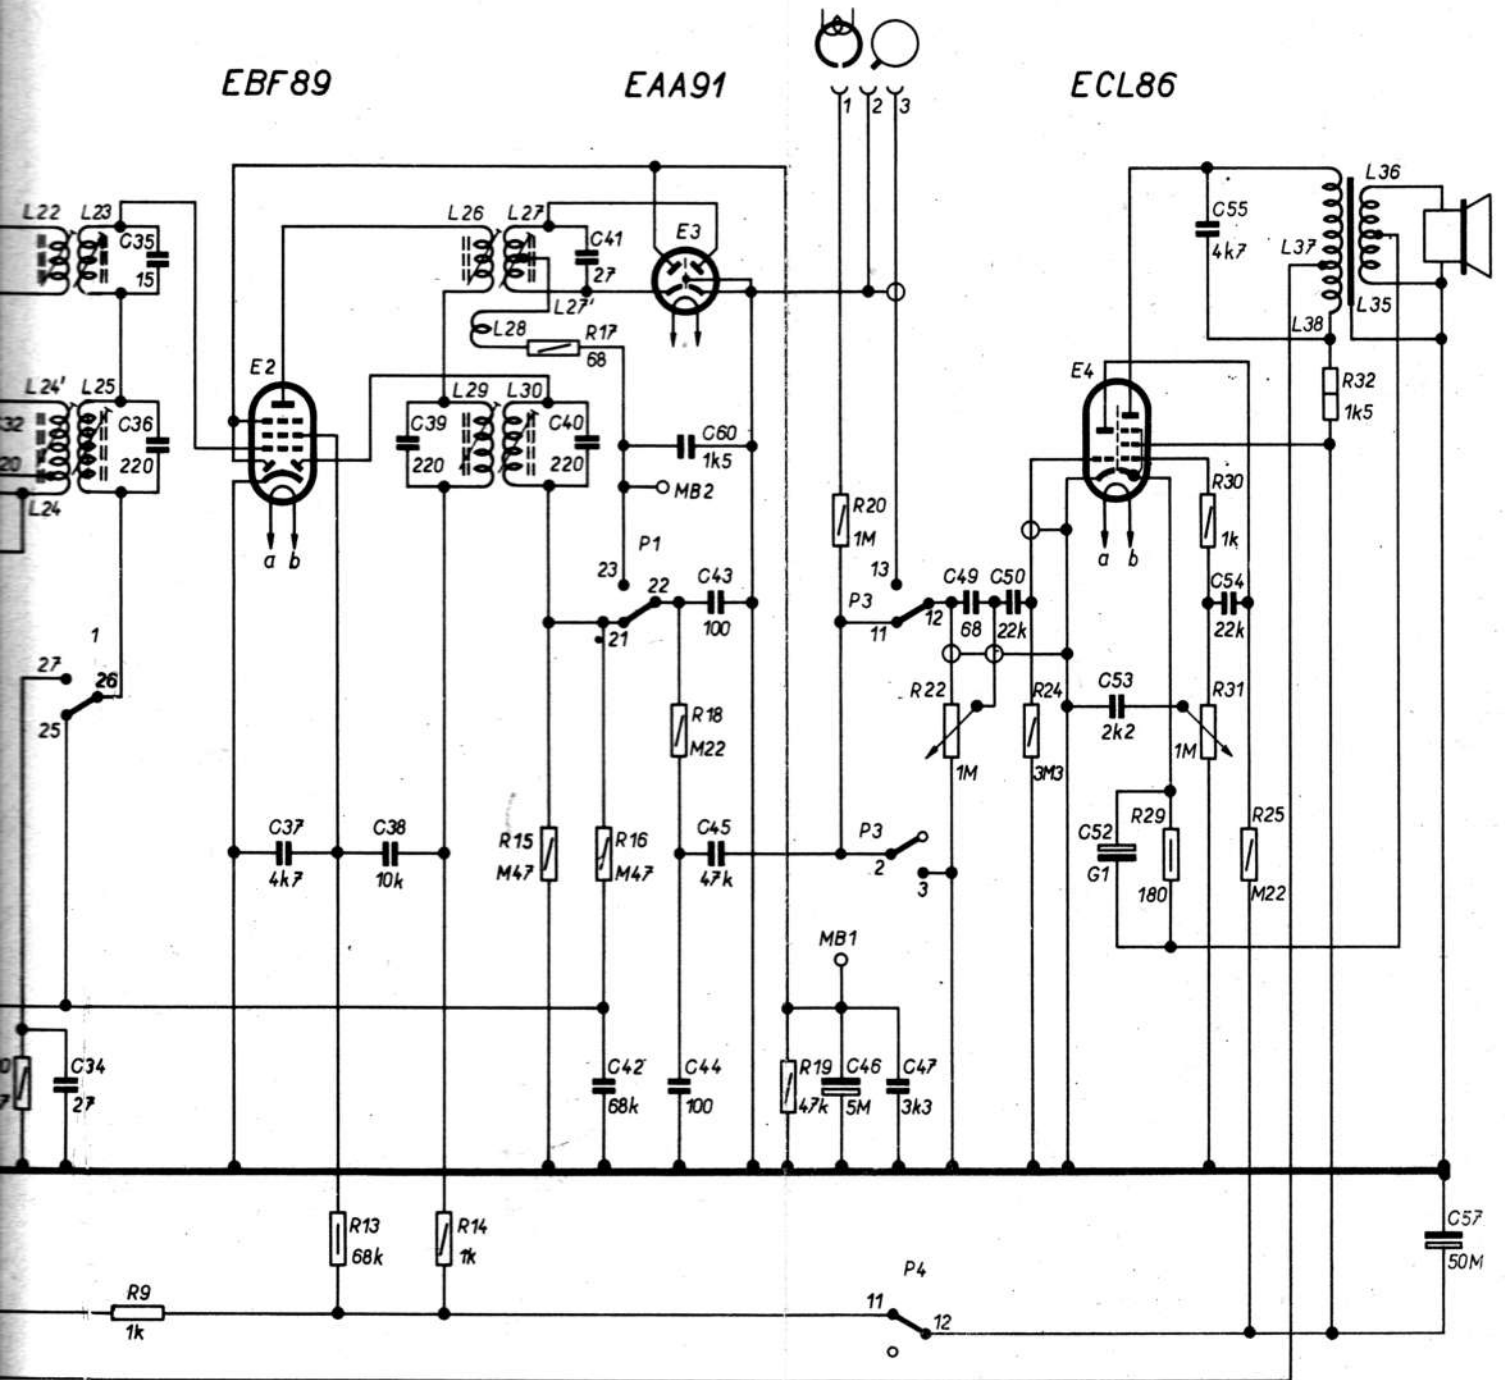 EBF89
EAA91
ECL86
1
2
3
L22
L23
C35
15
L26
L27
C41
27
E3
L27'
L28
R17
68
C55
4k7
L36
L37
L35
L38
R32
1k5
E2
E4
L24'
L25
C36
220
L24
C39
220
L29
L30
C40
220
C60
1k5
MB2
a
b
a
b
R20
1M
R30
1k
P1
23
22
21
C43
100
13
P3
11
12
C49
68
C50
22k
C54
22k
1
27
26
25
R18
M22
R22
1M
R24
3M3
C53
2k2
R31
1M
C37
4k7
C38
10k
R15
M47
R16
M47
C45
47k
P3
2
3
C52
G1
R29
180
R25
M22
MB1
C34
27
C42
68k
C44
100
R19
47k
C46
5M
C47
3k3
R13
68k
R14
1k
C57
50M
R9
1k
P4
11
12